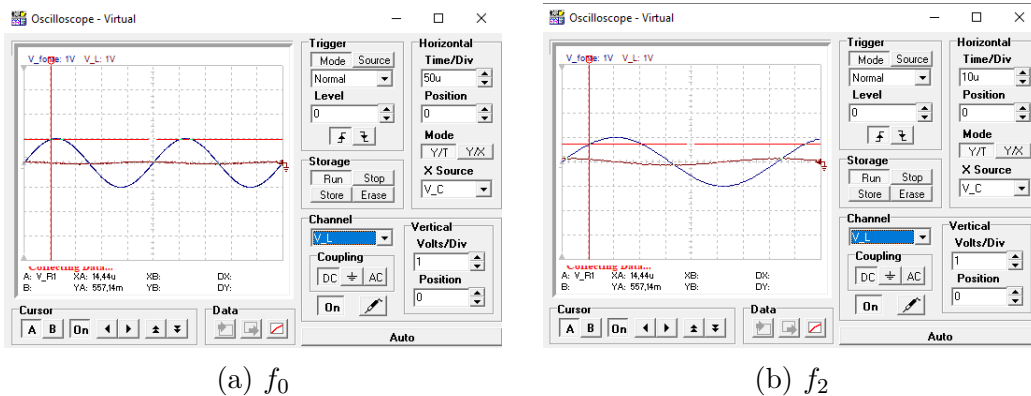 Oscilloscope - Virtual
V_fonte: 1V V_L: 1V
Collecting Data...
A: V_R1 XA: 14,44u XB: DX:
B: YA: 557,14m YB: DY:
Cursor
A B On
Data
Trigger
Mode Source
Normal
Level
0
Storage
Run Stop
Store Erase
Horizontal
Time/Div
50u
Position
0
Mode
Y/T Y/X
X Source
V_C
Channel
V_L
Coupling
DC AC
On
Vertical
Volts/Div
1
Position
0
Auto
(a) f0
Oscilloscope - Virtual
V_fonte: 1V V_L: 1V
Collecting Data...
A: V_R1 XA: 14,44u XB: DX:
B: YA: 557,14m YB: DY:
Cursor
A B On
Data
Trigger
Mode Source
Normal
Level
0
Storage
Run Stop
Store Erase
Horizontal
Time/Div
10u
Position
0
Mode
Y/T Y/X
X Source
V_C
Channel
V_L
Coupling
DC AC
On
Vertical
Volts/Div
1
Position
0
Auto
(b) f2